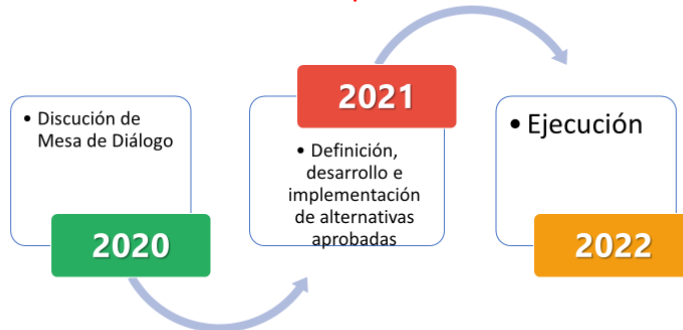 • Discución de
Mesa de Diálogo
2020
2021
• Definición,
desarrollo e
implementación
de alternativas
aprobadas
• Ejecución
2022